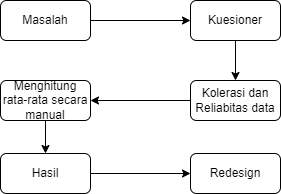 Masalah
Kuesioner
Kolerasi dan
Reliabitas data
Menghitung
rata-rata secara
manual
Hasil
Redesign